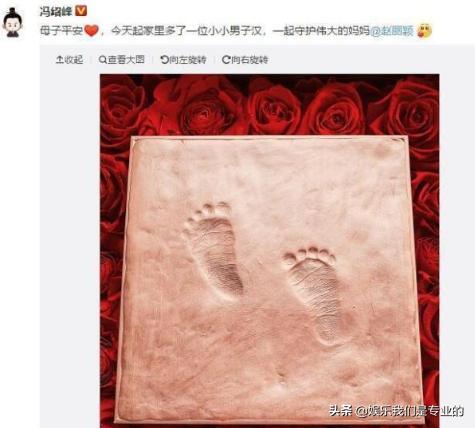 冯绍峰
母子平安❤，今天起家里多了一位小小男子汉，一起守护伟大的妈妈@赵丽颖
收起 查看大图 向左旋转 向右旋转
头条 @娱乐我们是专业的